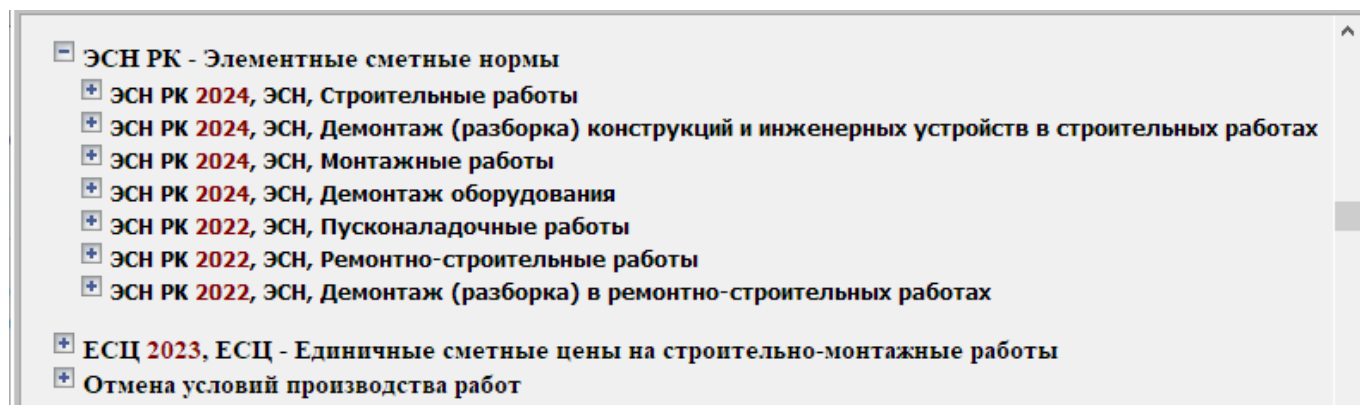 ЭСН РК - Элементные сметные нормы
ЭСН РК 2024, ЭСН, Строительные работы
ЭСН РК 2024, ЭСН, Демонтаж (разборка) конструкций и инженерных устройств в строительных работах
ЭСН РК 2024, ЭСН, Монтажные работы
ЭСН РК 2024, ЭСН, Демонтаж оборудования
ЭСН РК 2022, ЭСН, Пусконаладочные работы
ЭСН РК 2022, ЭСН, Ремонтно-строительные работы
ЭСН РК 2022, ЭСН, Демонтаж (разборка) в ремонтно-строительных работах
ЕСЦ 2023, ЕСЦ - Единичные сметные цены на строительно-монтажные работы
Отмена условий производства работ